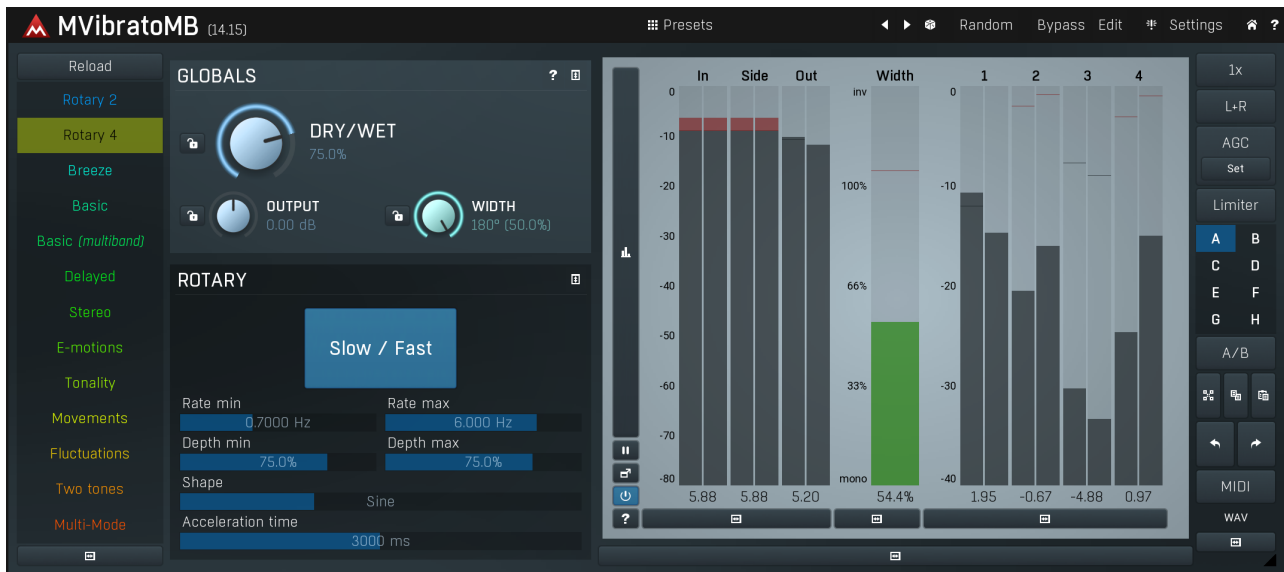 MVibratoMB (14.15)
Presets
Random
Bypass
Edit
Settings
?
Reload
Rotary 2
Rotary 4
Breeze
Basic
Basic (multiband)
Delayed
Stereo
E-motions
Tonality
Movements
Fluctuations
Two tones
Multi-Mode
GLOBALS
?
DRY/WET
75.0%
OUTPUT
0.00 dB
WIDTH
180° (50.0%)
ROTARY
Slow / Fast
Rate min
Rate max
0.7000 Hz
6.000 Hz
Depth min
Depth max
75.0%
75.0%
Shape
Sine
Acceleration time
3000 ms
?
In Side Out
0
-10
-20
-30
-40
-50
-60
-70
-80
5.88 5.88 5.20
Width
inv
100%
66%
33%
mono
54.4%
1 2 3 4
0
-10
-20
-30
-40
1.95 -0.67 -4.88 0.97
1x
L+R
AGC
Set
Limiter
A B
C D
E F
G H
A/B
MIDI
WAV